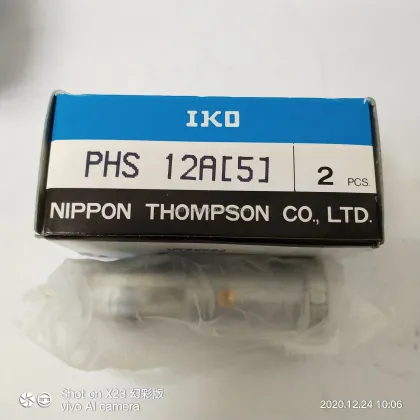 IKO
PHS 12A[5]
2 PCS.
NIPPON THOMPSON CO., LTD.
Shot on X23 幻彩版
vivo AI camera
2020.12.24 10:06